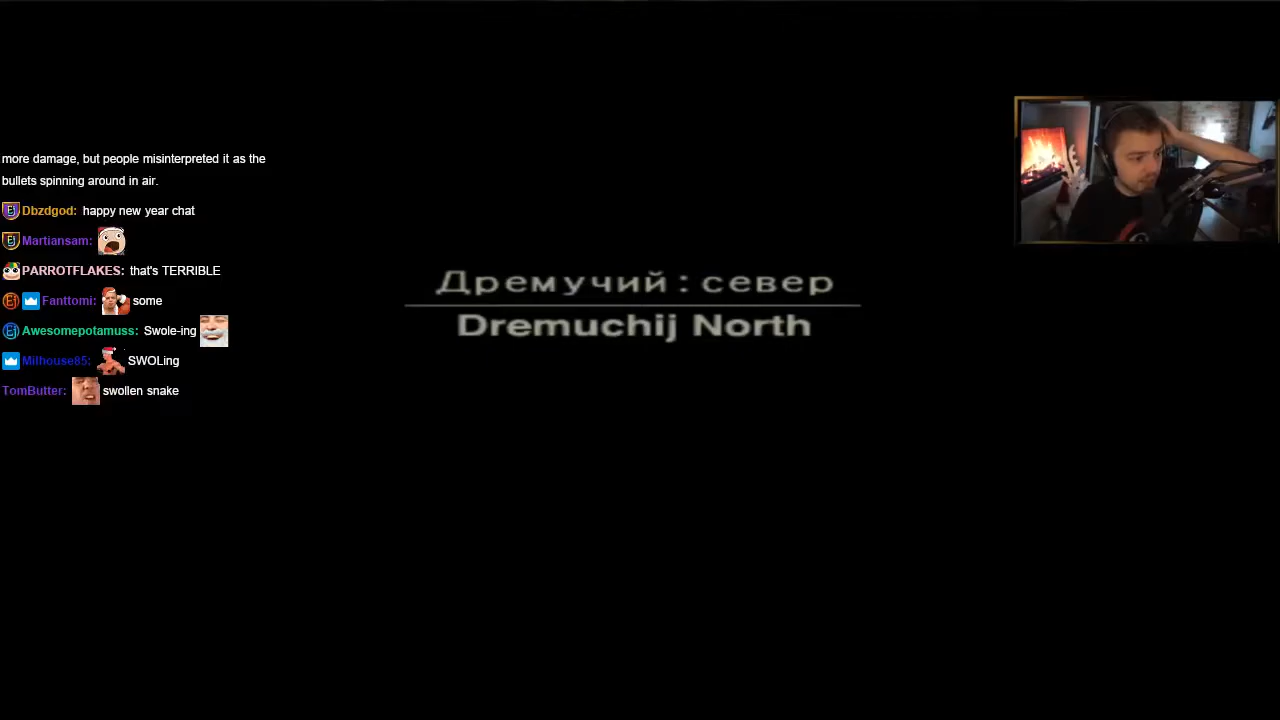 more damage, but people misinterpreted it as the
bullets spinning around in air.
Dbzdgod: happy new year chat
Martiansam:
PARROTFLAKES: that's TERRIBLE
Fanttomi: some
Awesomepotamuss: Swole-ing
Milhouse85: SWOLing
TomButter: swollen snake
Дремучий : север
Dremuchij North